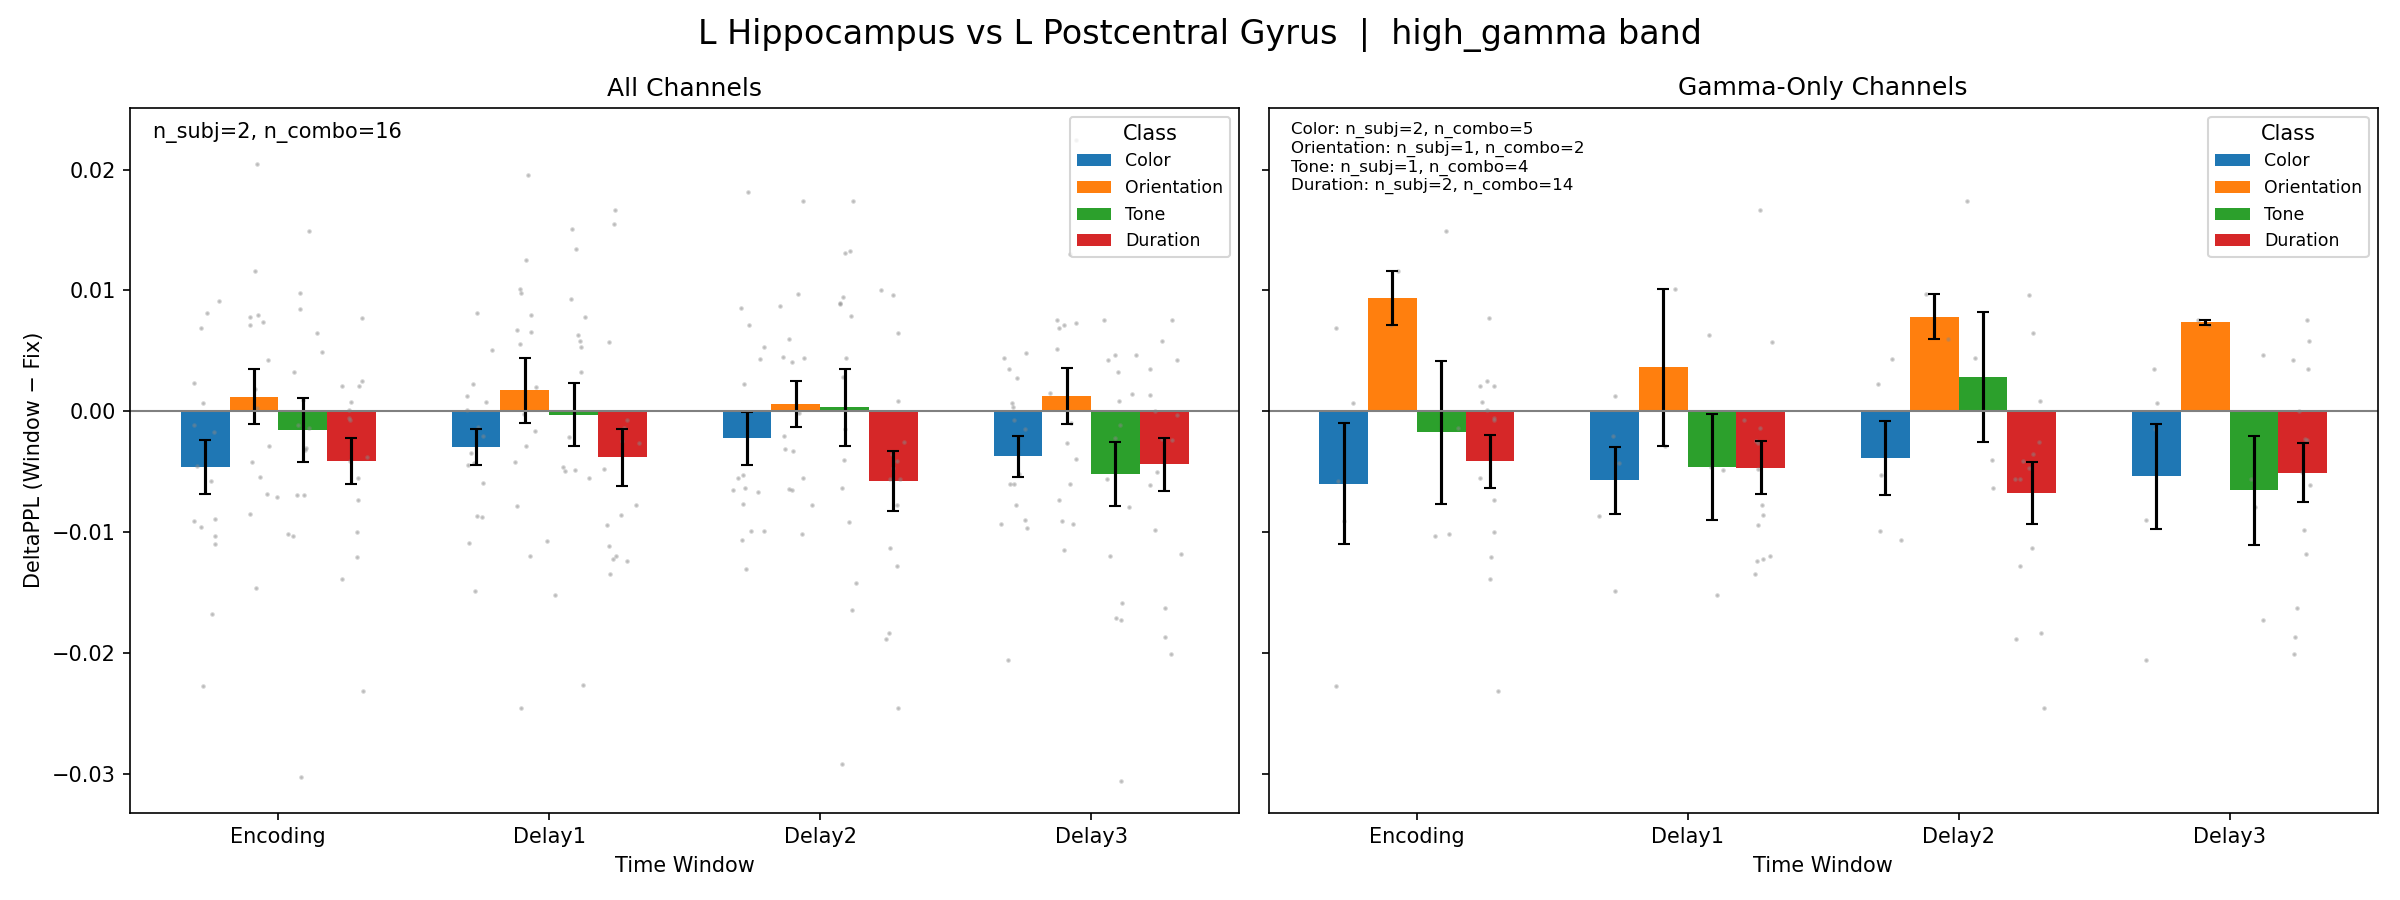 L Hippocampus vs L Postcentral Gyrus | high_gamma band
All Channels
n_subj=2, n_combo=16
Class
Color
Orientation
Tone
Duration
0.02
0.01
0.00
−0.01
−0.02
−0.03
DeltaPPL (Window − Fix)
Encoding
Delay1
Delay2
Delay3
Time Window
Gamma-Only Channels
Color: n_subj=2, n_combo=5
Orientation: n_subj=1, n_combo=2
Tone: n_subj=1, n_combo=4
Duration: n_subj=2, n_combo=14
Class
Color
Orientation
Tone
Duration
Encoding
Delay1
Delay2
Delay3
Time Window